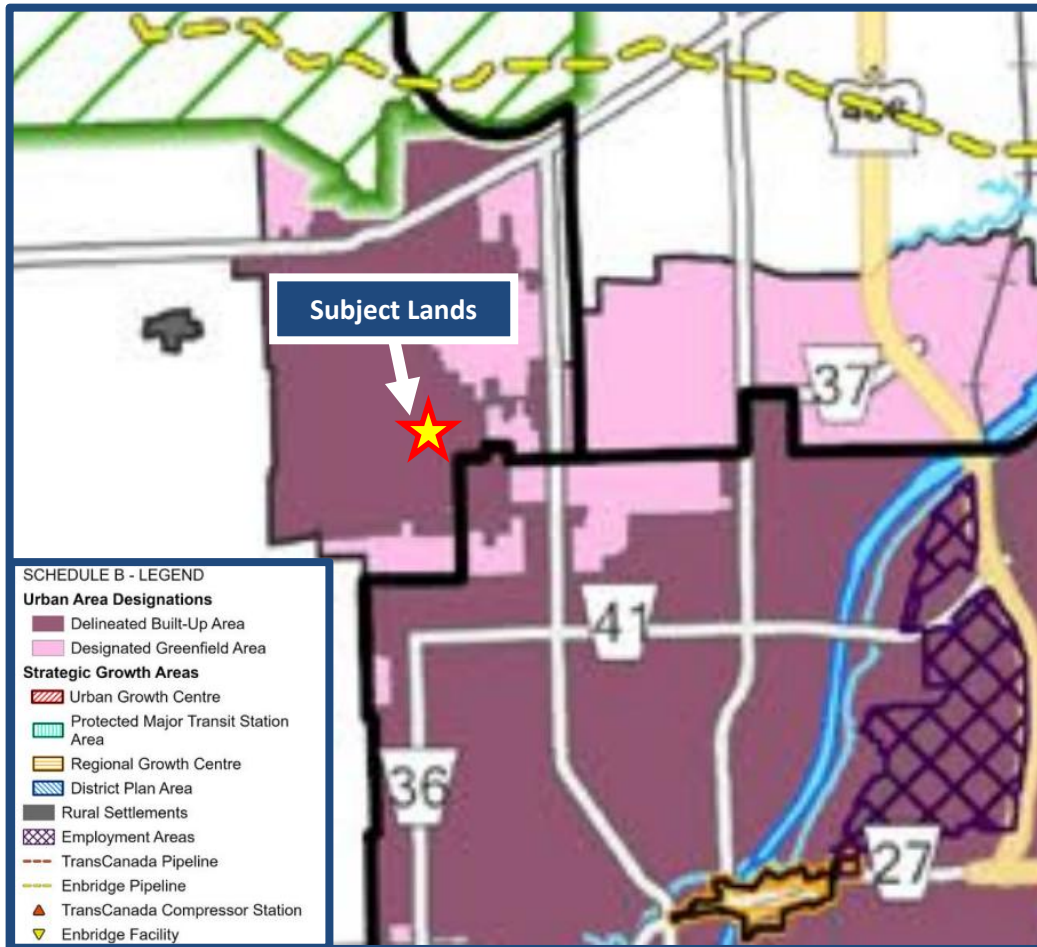 Subject Lands
37
41
36
27
SCHEDULE B - LEGEND
Urban Area Designations
Delineated Built-Up Area
Designated Greenfield Area
Strategic Growth Areas
Urban Growth Centre
Protected Major Transit Station
Area
Regional Growth Centre
District Plan Area
Rural Settlements
Employment Areas
TransCanada Pipeline
Enbridge Pipeline
TransCanada Compressor Station
Enbridge Facility